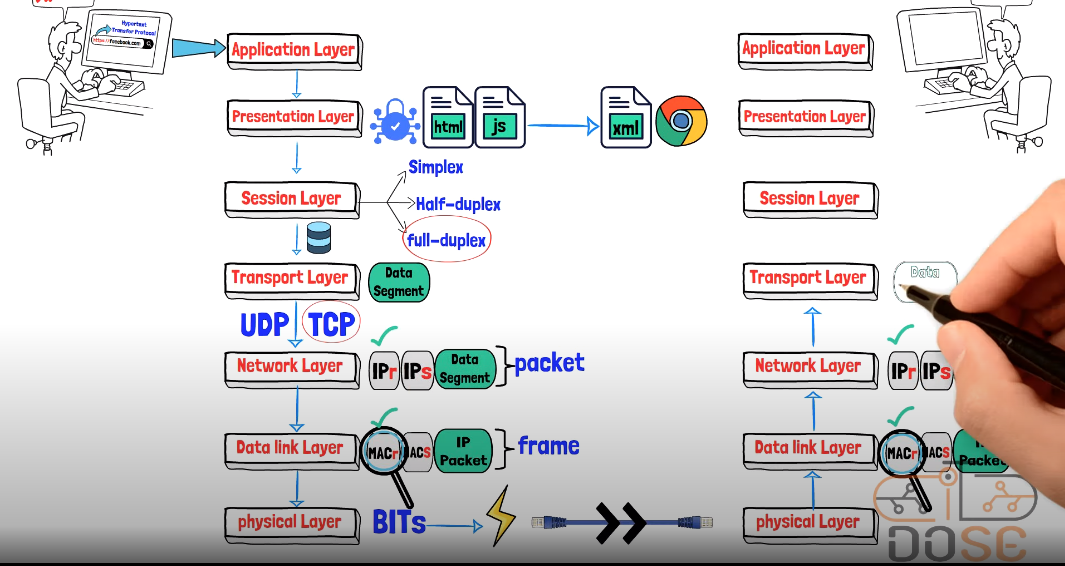 Hypertext
Transfer Protocol
https://facebook.com
Application Layer
Presentation Layer
html
js
xml
Session Layer
Simplex
Half-duplex
full-duplex
Transport Layer
Data
Segment
UDP
TCP
Network Layer
IPr
IPs
Data
Segment
packet
Data link Layer
MACr
MACs
IP
Packet
frame
physical Layer
BITs
Application Layer
Presentation Layer
Session Layer
Transport Layer
Data
Network Layer
IPr
IPs
Data link Layer
MACr
MACs
Packet
physical Layer
DOSE